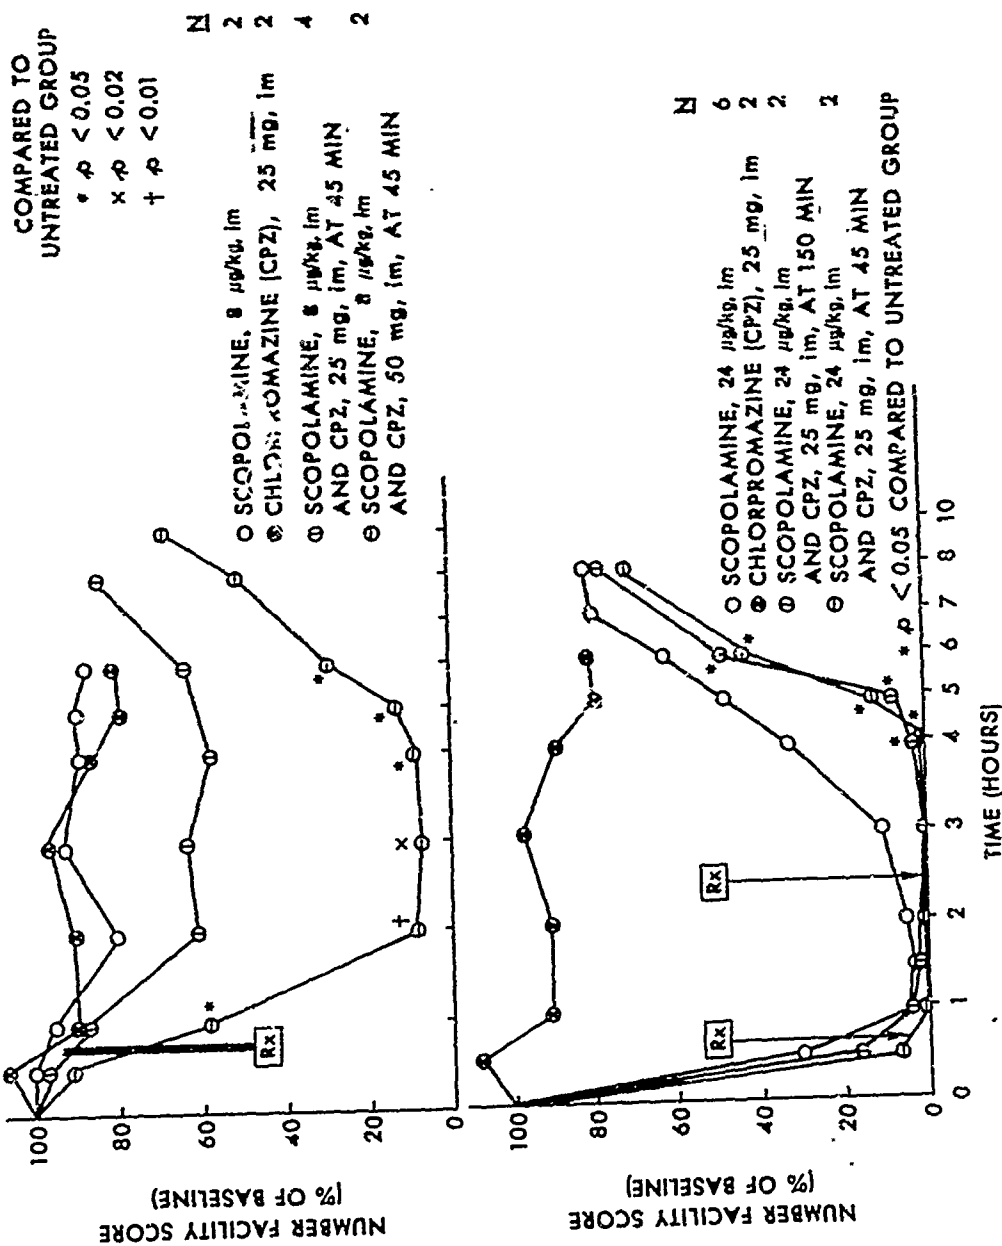 COMPARED TO
UNTREATED GROUP
* p < 0.05
x p < 0.02
† p < 0.01
N
○ SCOPOLAMINE, 8 µg/kg, im 2
⊗ CHLORPROMAZINE (CPZ), 25 mg, im 2
⦶ SCOPOLAMINE, 8 µg/kg, im 4
AND CPZ, 25 mg, im, AT 45 MIN
⊖ SCOPOLAMINE, 8 µg/kg, im 2
AND CPZ, 50 mg, im, AT 45 MIN
NUMBER FACILITY SCORE
(% OF BASELINE)
100
80
60
40
20
0
Rx
*
†
x
*
*
*
N
○ SCOPOLAMINE, 24 µg/kg, im 6
⊗ CHLORPROMAZINE (CPZ), 25 mg, im 2
⦶ SCOPOLAMINE, 24 µg/kg, im 2
AND CPZ, 25 mg, im, AT 150 MIN
⊖ SCOPOLAMINE, 24 µg/kg, im 2
AND CPZ, 25 mg, im, AT 45 MIN
* p < 0.05 COMPARED TO UNTREATED GROUP
NUMBER FACILITY SCORE
(% OF BASELINE)
100
80
60
40
20
0
Rx
Rx
*
*
*
*
*
*
0 1 2 3 4 5 6 7 8 10
TIME (HOURS)